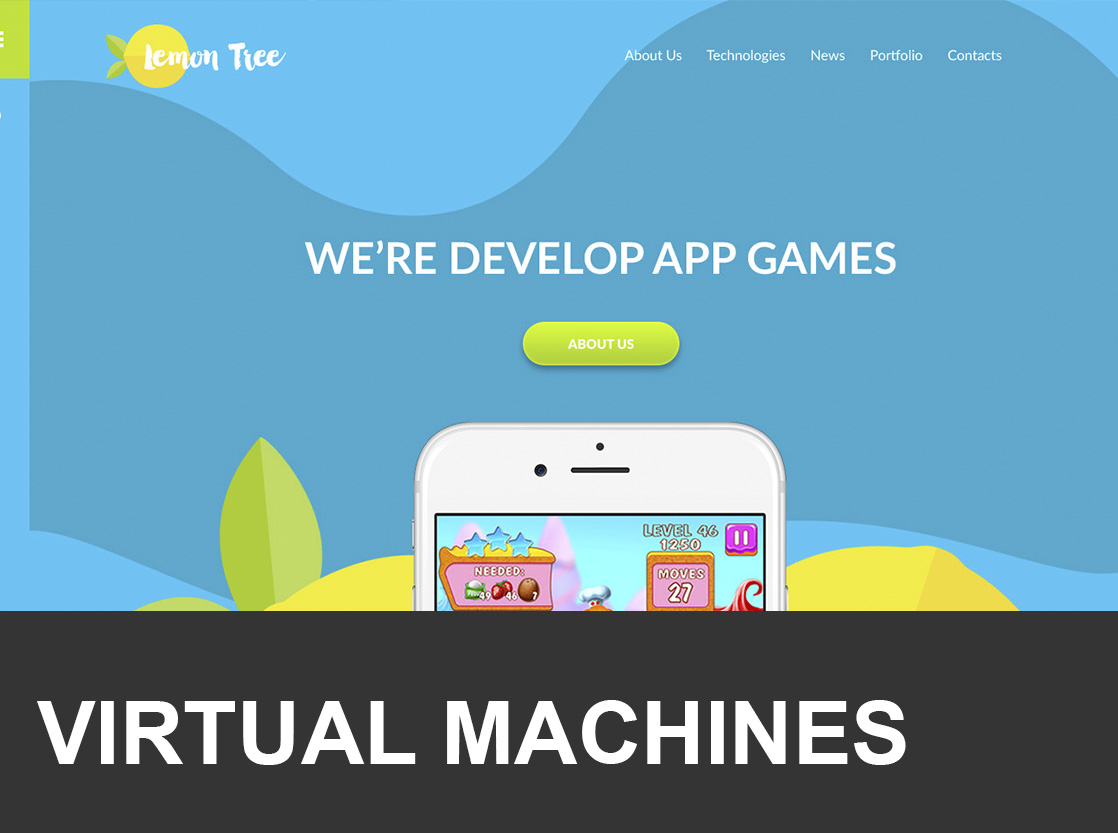 Lemon Tree
About Us Technologies News Portfolio Contacts
WE’RE DEVELOP APP GAMES
ABOUT US
LEVEL 46
1250
NEEDED:
49 46 7
MOVES
27
VIRTUAL MACHINES